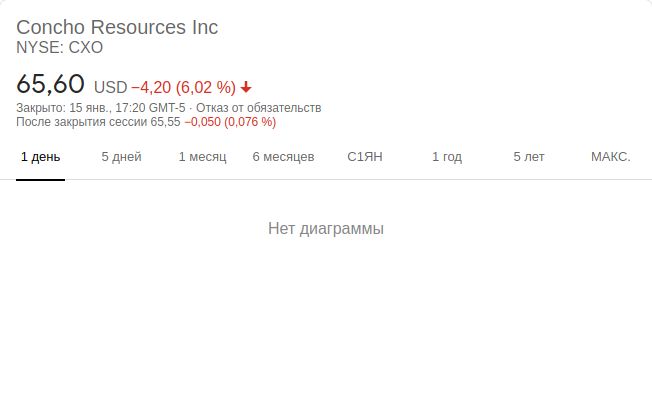 Concho Resources Inc
NYSE: CXO
65,60 USD −4,20 (6,02 %)
Закрыто: 15 янв., 17:20 GMT-5 · Отказ от обязательств
После закрытия сессии 65,55 −0,050 (0,076 %)
1 день 5 дней 1 месяц 6 месяцев С1ЯН 1 год 5 лет МАКС.
Нет диаграммы